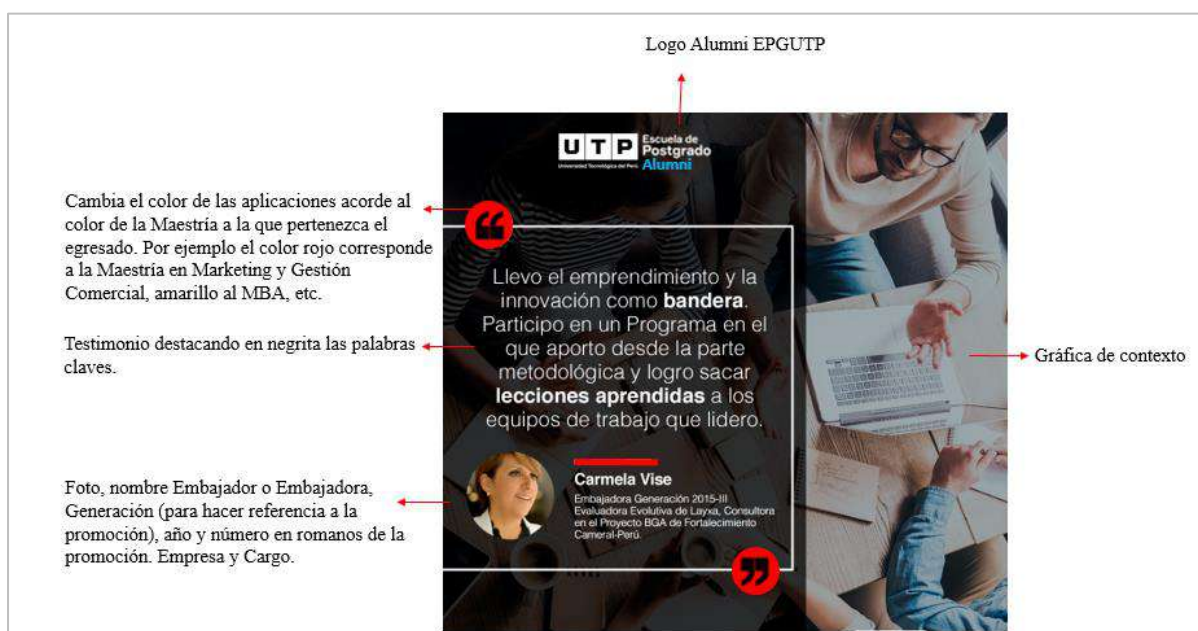 Logo Alumni EPGUTP
UTP
Universidad Tecnológica del Perú
Escuela de
Postgrado
Alumni
Cambia el color de las aplicaciones acorde al
color de la Maestría a la que pertenezca el
egresado. Por ejemplo el color rojo corresponde
a la Maestría en Marketing y Gestión
Comercial, amarillo al MBA, etc.
Testimonio destacando en negrita las palabras
claves.
Foto, nombre Embajador o Embajadora,
Generación (para hacer referencia a la
promoción), año y número en romanos de la
promoción. Empresa y Cargo.
“
Llevo el emprendimiento y la
innovación como bandera.
Participo en un Programa en el
que aporto desde la parte
metodológica y logro sacar
lecciones aprendidas a los
equipos de trabajo que lidero.
Carmela Vise
Embajadora Generación 2015-III
Evaluadora Evolutiva de Layxa, Consultora
en el Proyecto BGA de Fortalecimiento
Cameral-Perú.
”
Gráfica de contexto